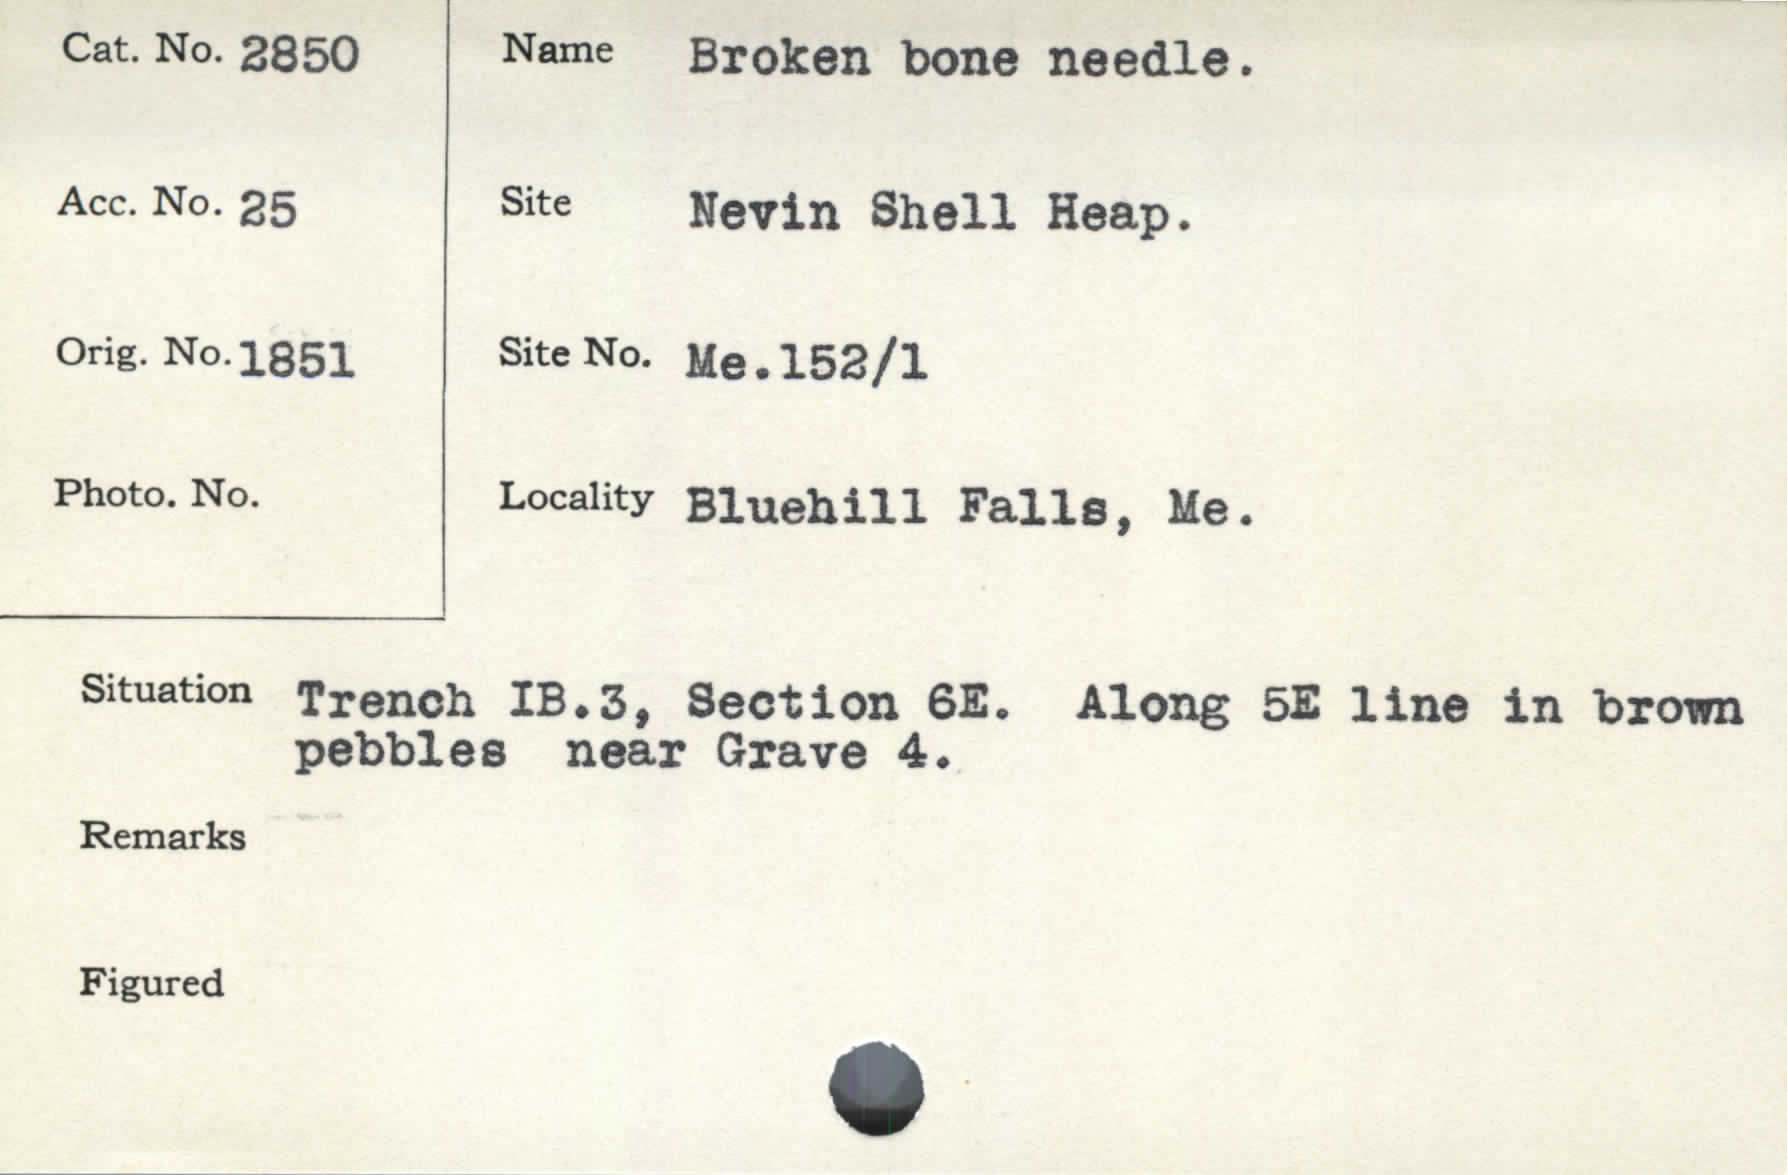 Cat. No. 2850
Name Broken bone needle.
Acc. No. 25
Site Nevin Shell Heap.
Orig. No. 1851
Site No. Me.152/1
Photo. No.
Locality Bluehill Falls, Me.
Situation Trench IB.3, Section 6E. Along 5E line in brown
pebbles near Grave 4.
Remarks
Figured